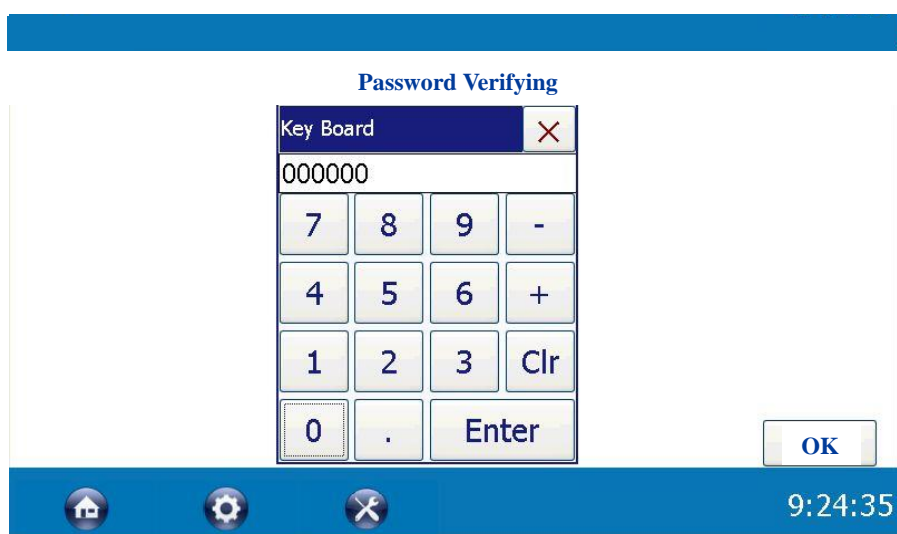 Password Verifying
Key Board
000000
7 8 9 -
4 5 6 +
1 2 3 Clr
0 . Enter
OK
9:24:35